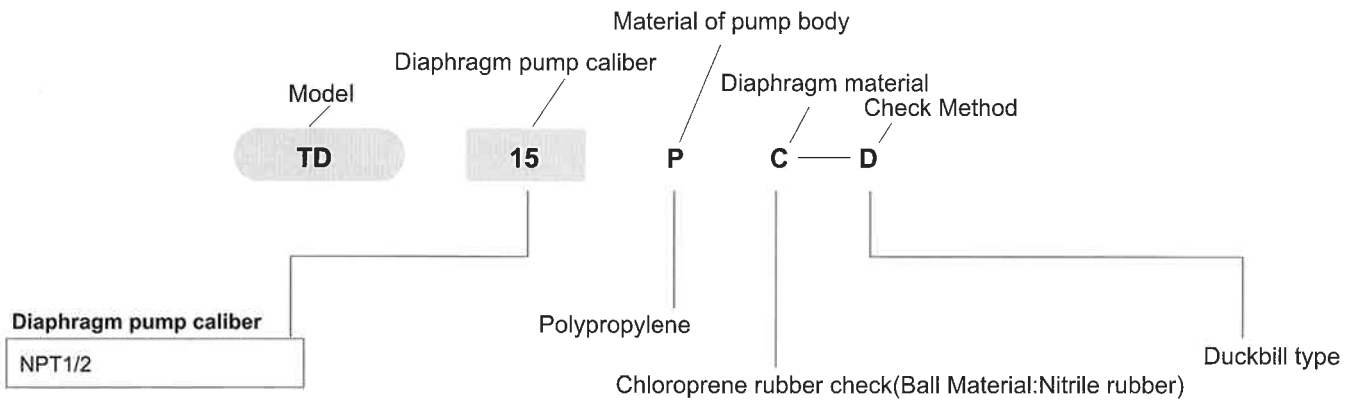 Material of pump body
Diaphragm pump caliber
Diaphragm material
Model
Check Method
TD 15 P C — D
Diaphragm pump caliber
NPT1/2
Polypropylene
Duckbill type
Chloroprene rubber check(Ball Material:Nitrile rubber)